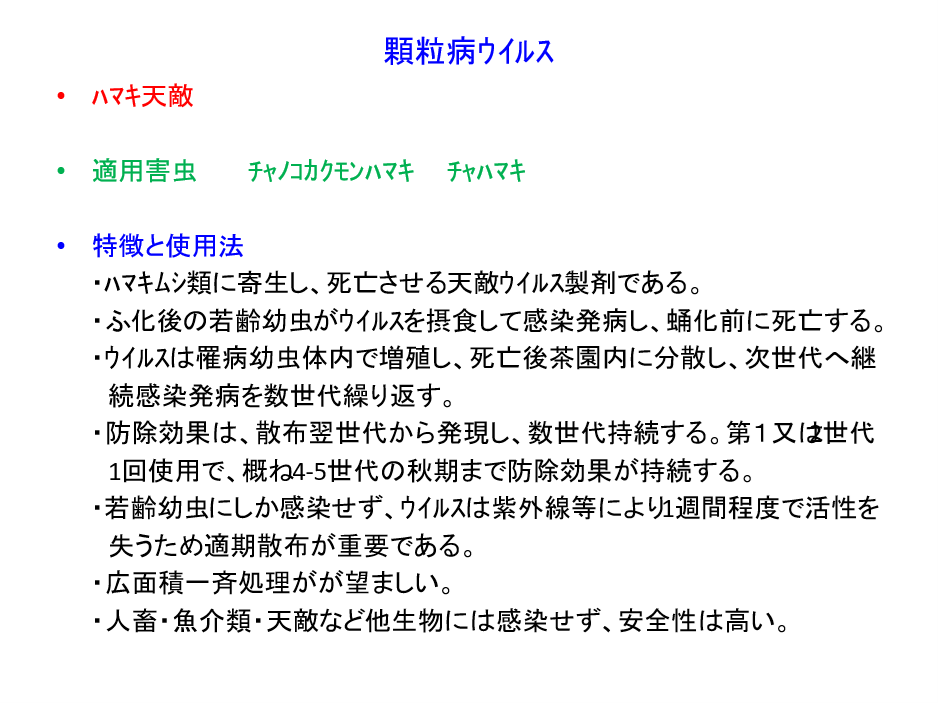 顆粒病ｳｲﾙｽ
• ﾊﾏｷ天敵
• 適用害虫　　ﾁｬﾉｺｶｸﾓﾝﾊﾏｷ　ﾁｬﾊﾏｷ
• 特徴と使用法
・ﾊﾏｷﾑｼ類に寄生し、死亡させる天敵ｳｲﾙｽ製剤である。
・ふ化後の若齢幼虫がｳｲﾙｽを摂食して感染発病し、蛹化前に死亡する。
・ｳｲﾙｽは罹病幼虫体内で増殖し、死亡後茶園内に分散し、次世代へ継
続感染発病を数世代繰り返す。
・防除効果は、散布翌世代から発現し、数世代持続する。第１又は2世代
1回使用で、概ね4-5世代の秋期まで防除効果が持続する。
・若齢幼虫にしか感染せず、ｳｲﾙｽは紫外線等により1週間程度で活性を
失うため適期散布が重要である。
・広面積一斉処理がが望ましい。
・人畜・魚介類・天敵など他生物には感染せず、安全性は高い。